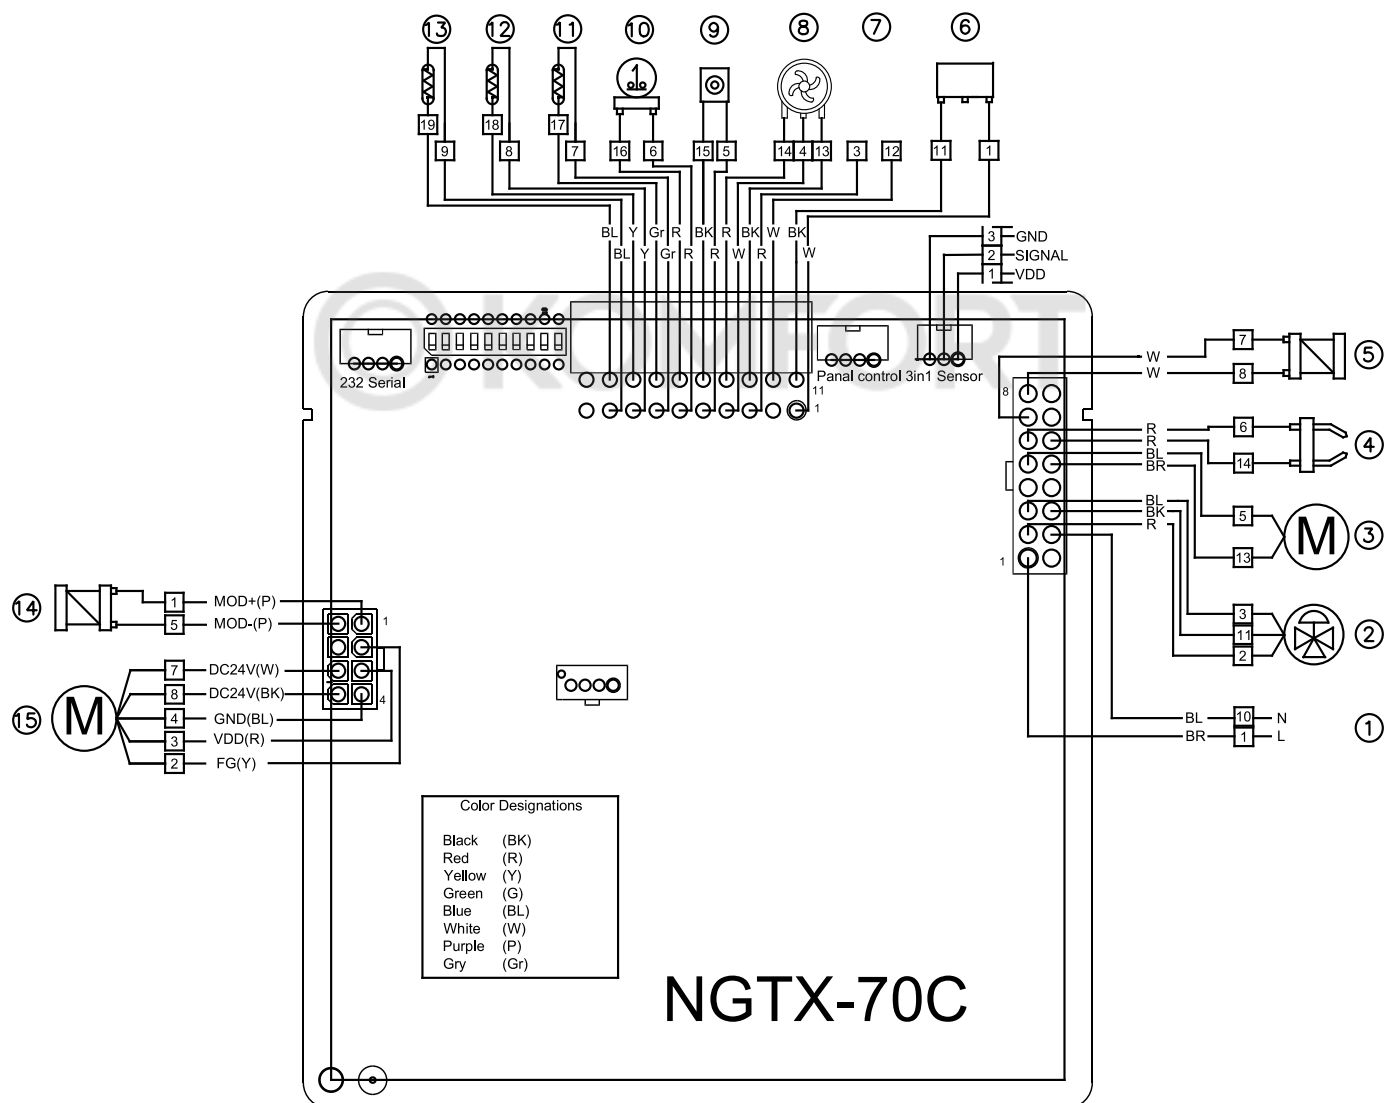 13 12 11 10 9 8 7 6
1
19 18 17
9 8 7 16 6 15 5 14 4 13 3 12 11 1
BL Y Gr R BK R BK W BK
BL Y Gr R R W R W
3 GND
2 SIGNAL
1 VDD
© KOMFORT
232 Serial
Panal control 3in1 Sensor
11
1
8
1
W 7
W 8
5
R 6
R 14
4
BL 5
BR 13
M 3
BL 3
BK 11
R 2
2
BL 10 N
BR 1 L
1
14
1 MOD+(P)
5 MOD-(P)
1
4
15 M
7 DC24V(W)
8 DC24V(BK)
4 GND(BL)
3 VDD(R)
2 FG(Y)
Color Designations
Black (BK)
Red (R)
Yellow (Y)
Green (G)
Blue (BL)
White (W)
Purple (P)
Gry (Gr)
NGTX-70C